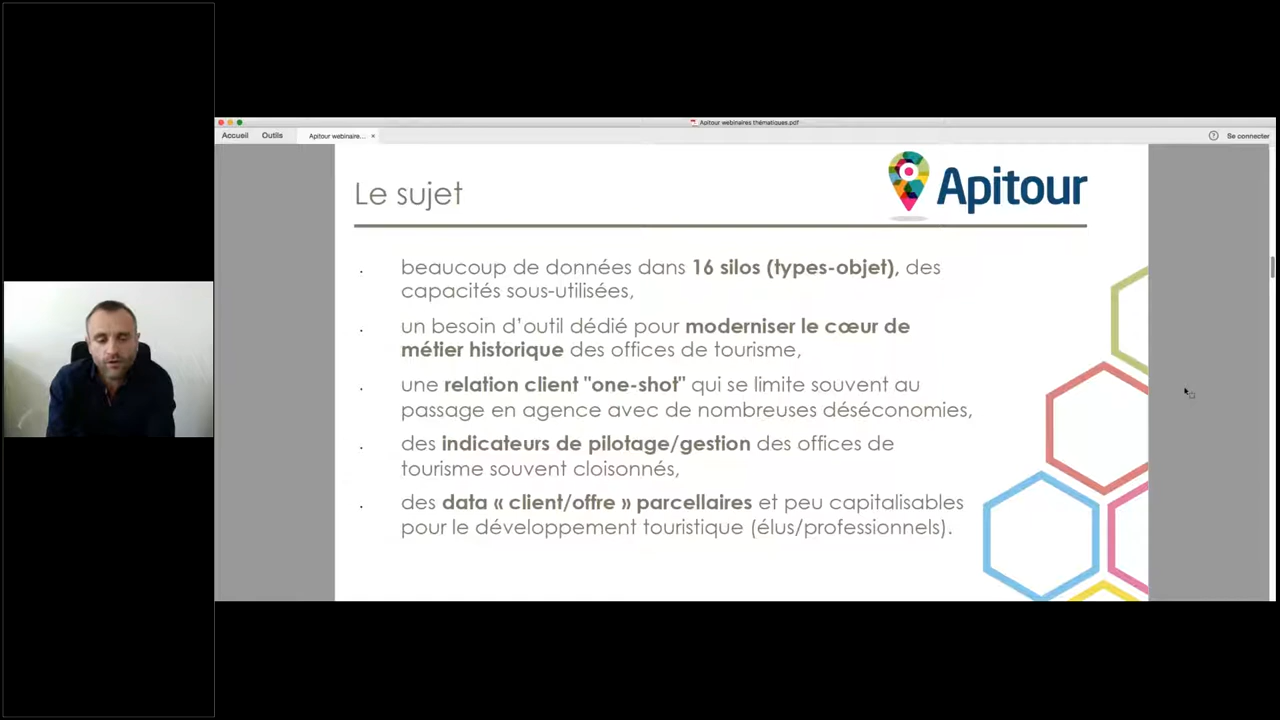 Apitour webinaires thématiques.pdf
Accueil Outils Apitour webinaire... × ? Se connecter
Le sujet
Apitour
. beaucoup de données dans 16 silos (types-objet), des
capacités sous-utilisées,
. un besoin d’outil dédié pour moderniser le cœur de
métier historique des offices de tourisme,
. une relation client "one-shot" qui se limite souvent au
passage en agence avec de nombreuses déséconomies,
. des indicateurs de pilotage/gestion des offices de
tourisme souvent cloisonnés,
. des data « client/offre » parcellaires et peu capitalisables
pour le développement touristique (élus/professionnels).